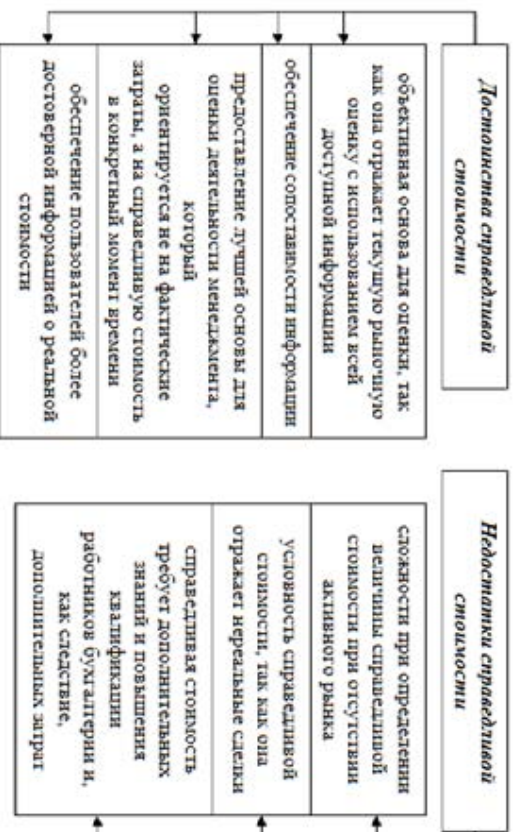 Достоинства справедливой
стоимости
объективная основа для оценки, так
как она отражает текущую рыночную
оценку с использованием всей
доступной информации
обеспечение сопоставимости информации
предоставление лучшей основы для
оценки деятельности менеджмента,
который
ориентируется не на фактические
затраты, а на справедливую стоимость
в конкретный момент времени
обеспечение пользователей более
достоверной информацией о реальной
стоимости
Недостатки справедливой
стоимости
сложности при определении
величины справедливой
стоимости при отсутствии
активного рынка
условность справедливой
стоимости, так как она
отражает нереальные сделки
справедливая стоимость
требует дополнительных
знаний и повышения
квалификации
работников бухгалтерии и,
как следствие,
дополнительных затрат